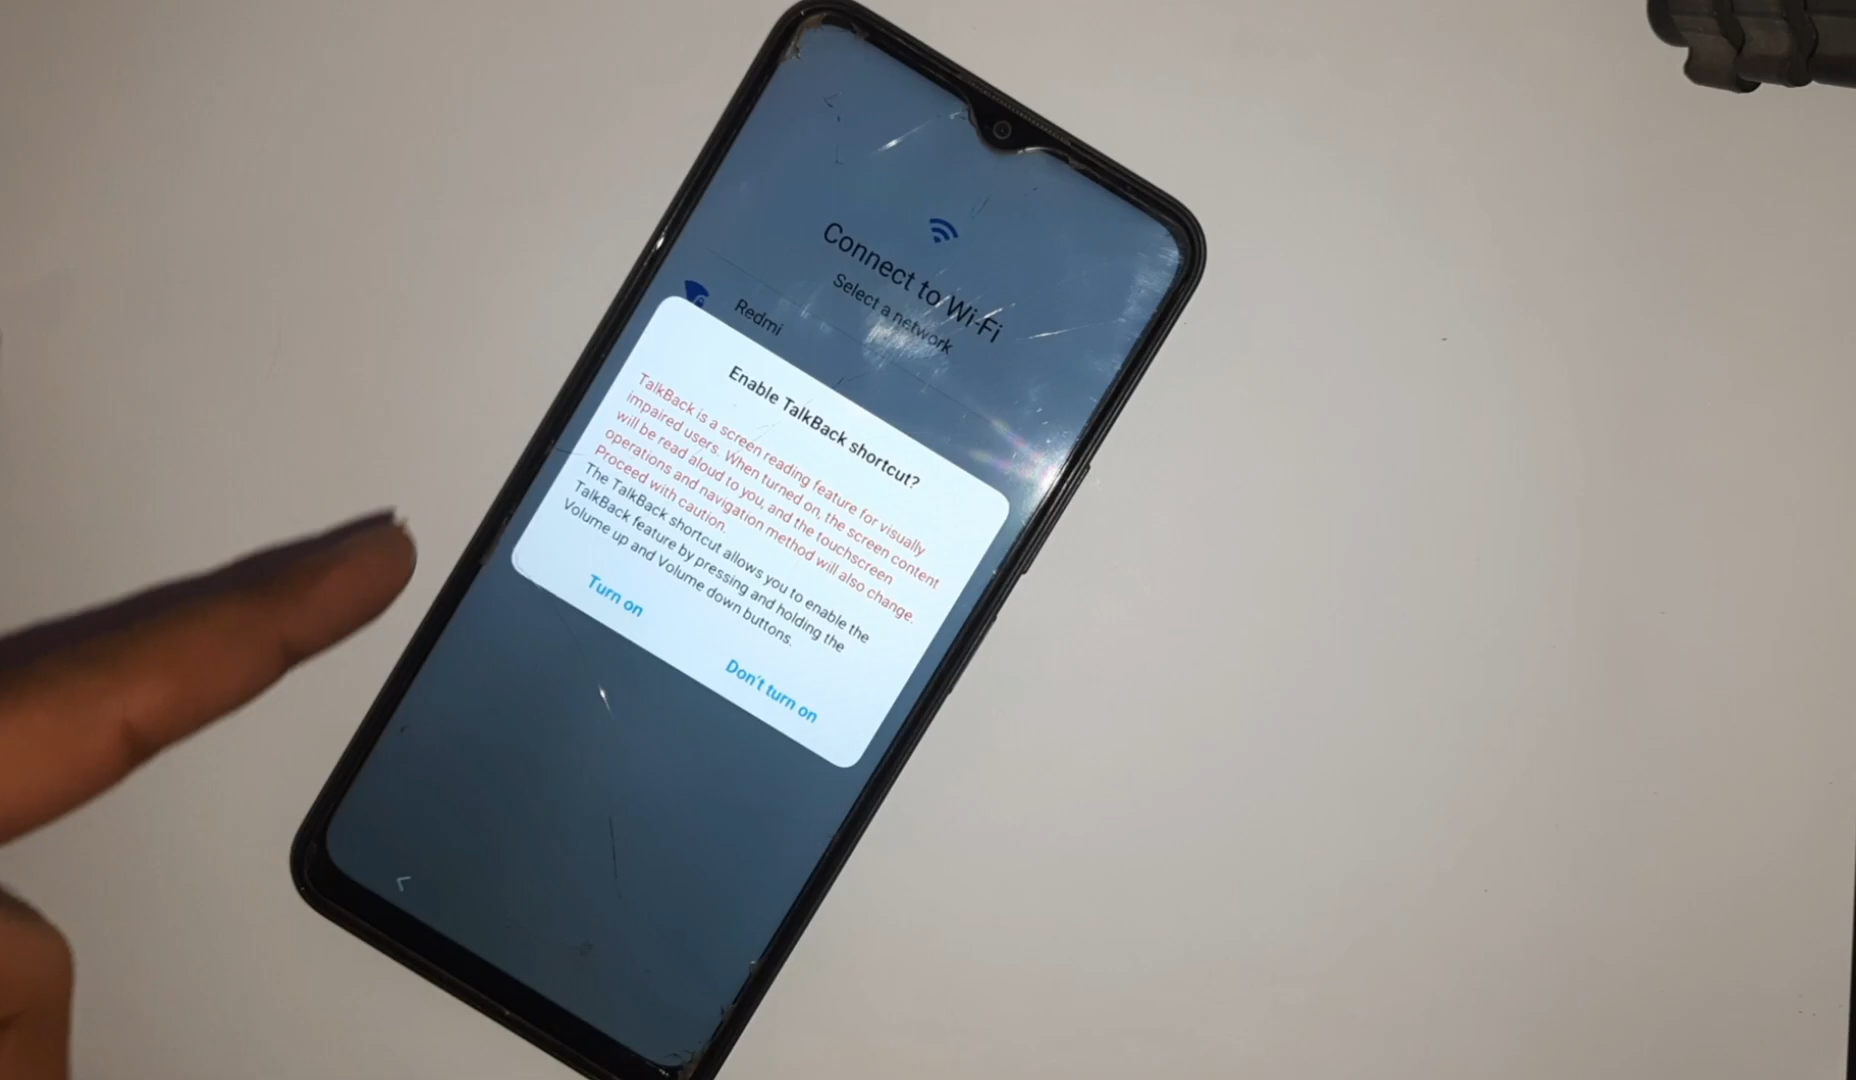 Connect to Wi-Fi
Select a network
Redmi
Enable TalkBack shortcut?
TalkBack is a screen reading feature for visually
impaired users. When turned on, the screen content
will be read aloud to you, and the touchscreen
operations and navigation method will also change.
Proceed with caution.
The TalkBack shortcut allows you to enable the
TalkBack feature by pressing and holding the
Volume up and Volume down buttons.
Turn on
Don't turn on